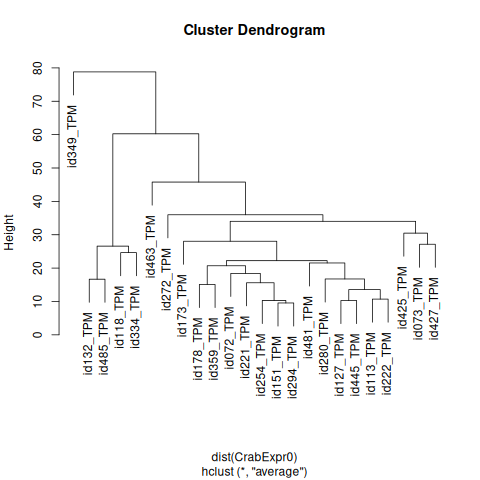 Cluster Dendrogram
Height
0
10
20
30
40
50
60
70
80
id349_TPM
id132_TPM
id485_TPM
id118_TPM
id334_TPM
id463_TPM
id272_TPM
id173_TPM
id178_TPM
id359_TPM
id072_TPM
id221_TPM
id254_TPM
id151_TPM
id294_TPM
id481_TPM
id280_TPM
id127_TPM
id445_TPM
id113_TPM
id222_TPM
id425_TPM
id073_TPM
id427_TPM
dist(CrabExpr0)
hclust (*, "average")